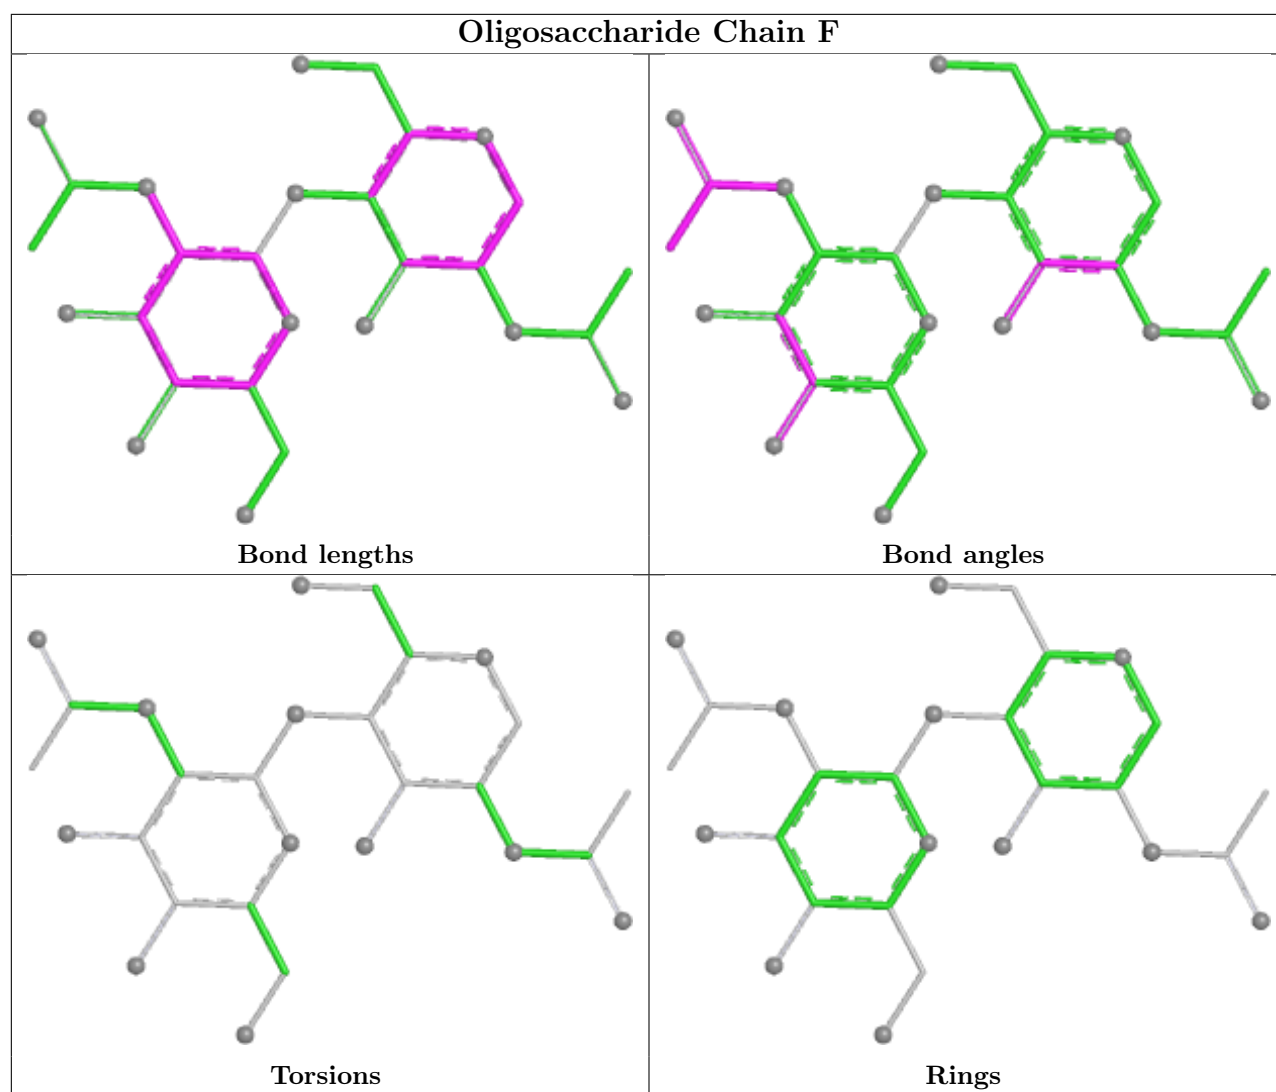 Oligosaccharide Chain F
Bond lengths
Bond angles
Torsions
Rings